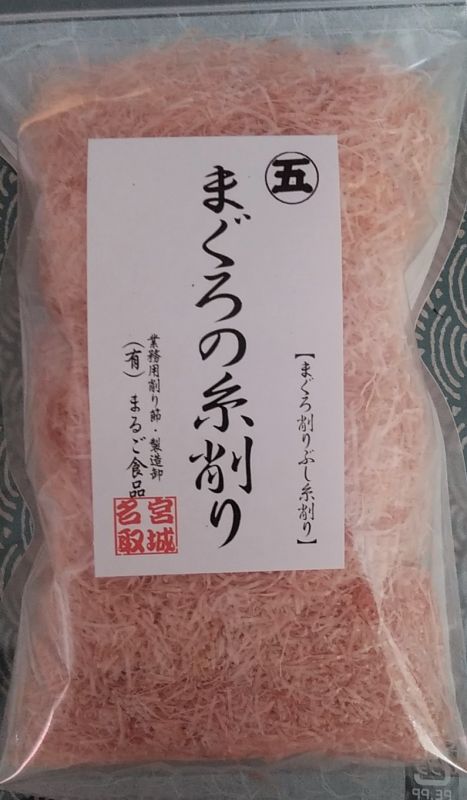 五
まぐろの糸削り
【まぐろ削りぶし糸削り】
業務用削り節・製造卸
(有)まるご食品
宮城
名取